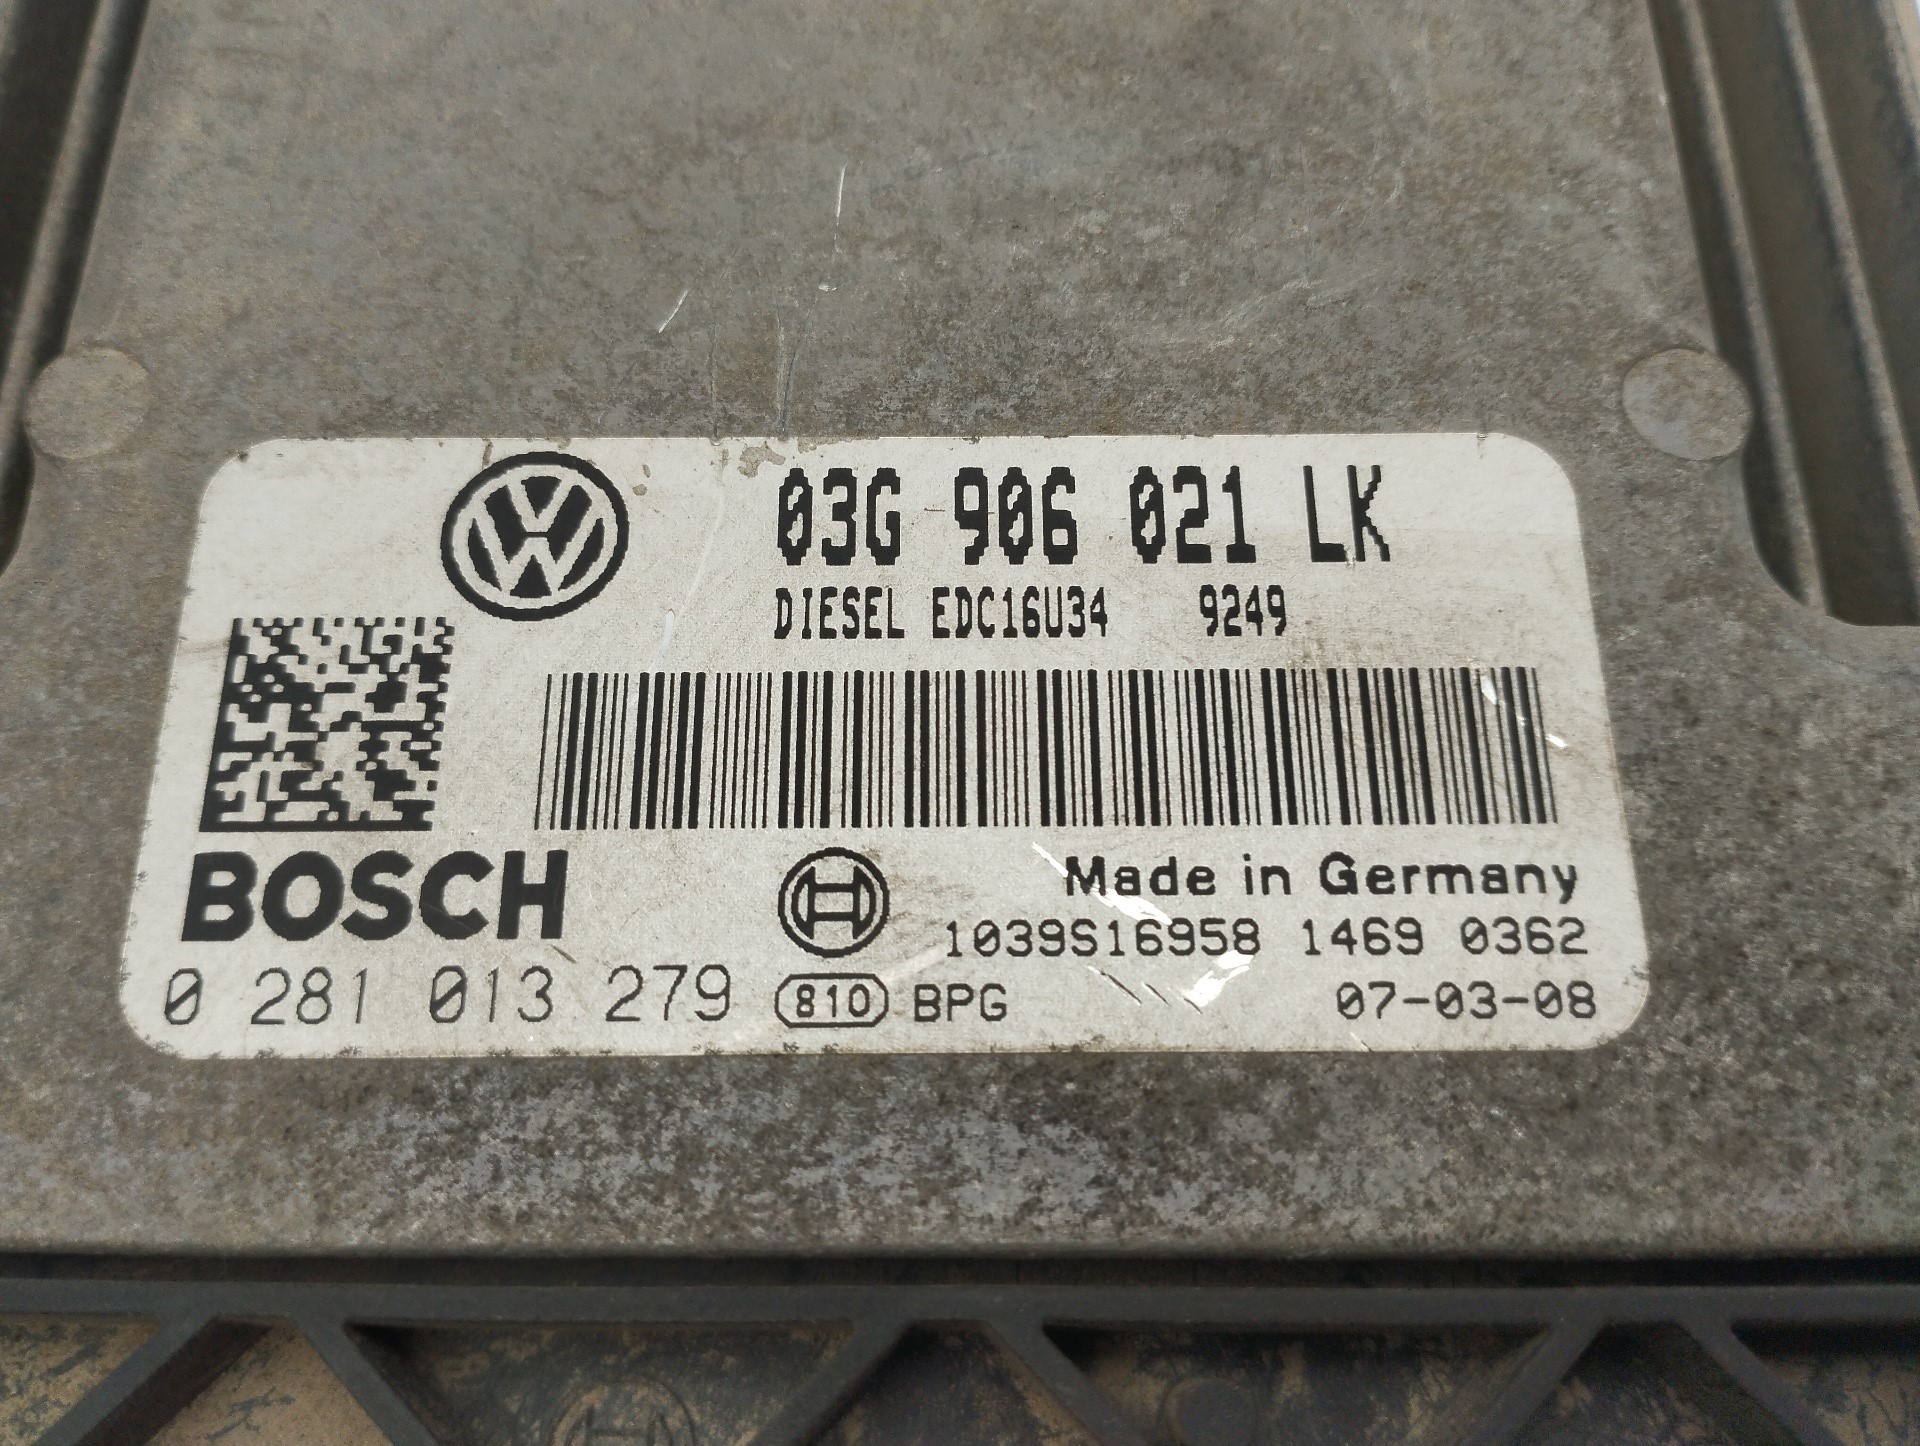 03G 906 021 LK
DIESEL EDC16U34 9249
BOSCH
Made in Germany
1039S16958 1469 0362
0 281 013 279 810 BPG 07-03-08